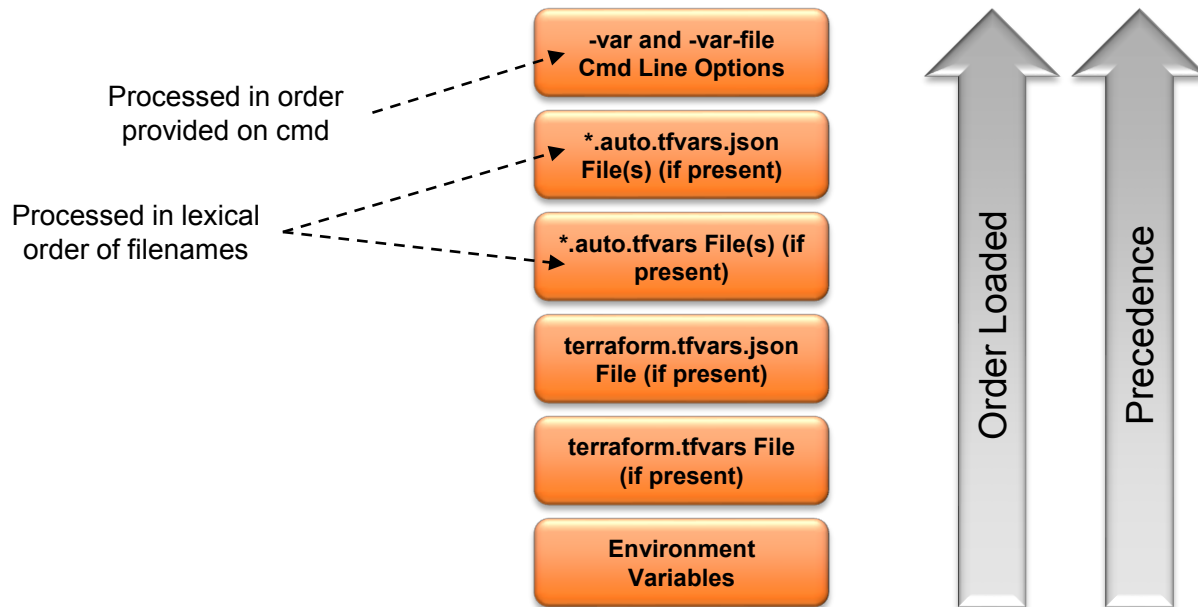 -var and -var-file
Cmd Line Options
Processed in order
provided on cmd
*.auto.tfvars.json
File(s) (if present)
Processed in lexical
order of filenames
*.auto.tfvars File(s) (if
present)
terraform.tfvars.json
File (if present)
terraform.tfvars File
(if present)
Environment
Variables
Order Loaded
Precedence